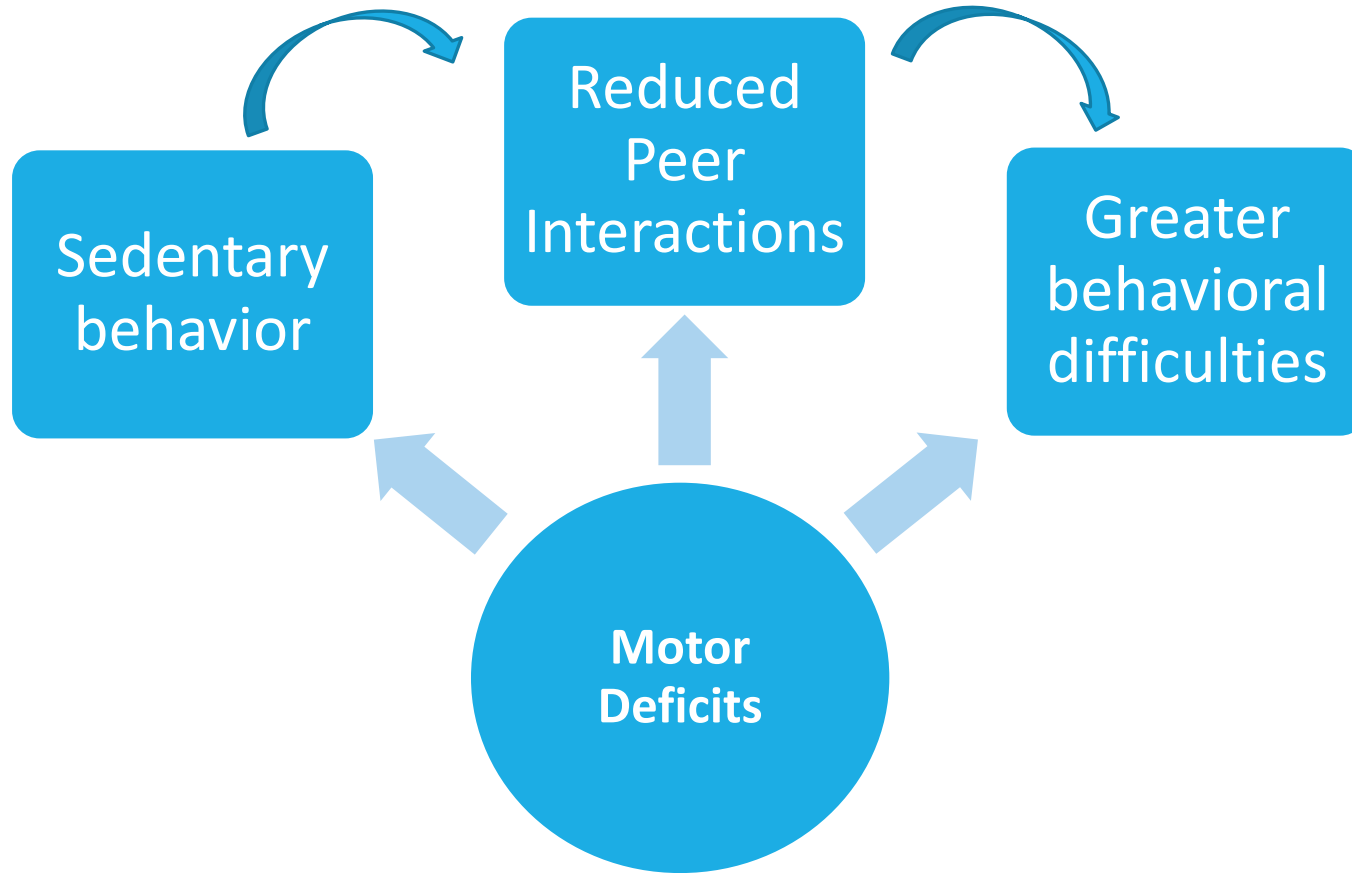 Reduced
Peer
Interactions
Sedentary
behavior
Greater
behavioral
difficulties
Motor
Deficits